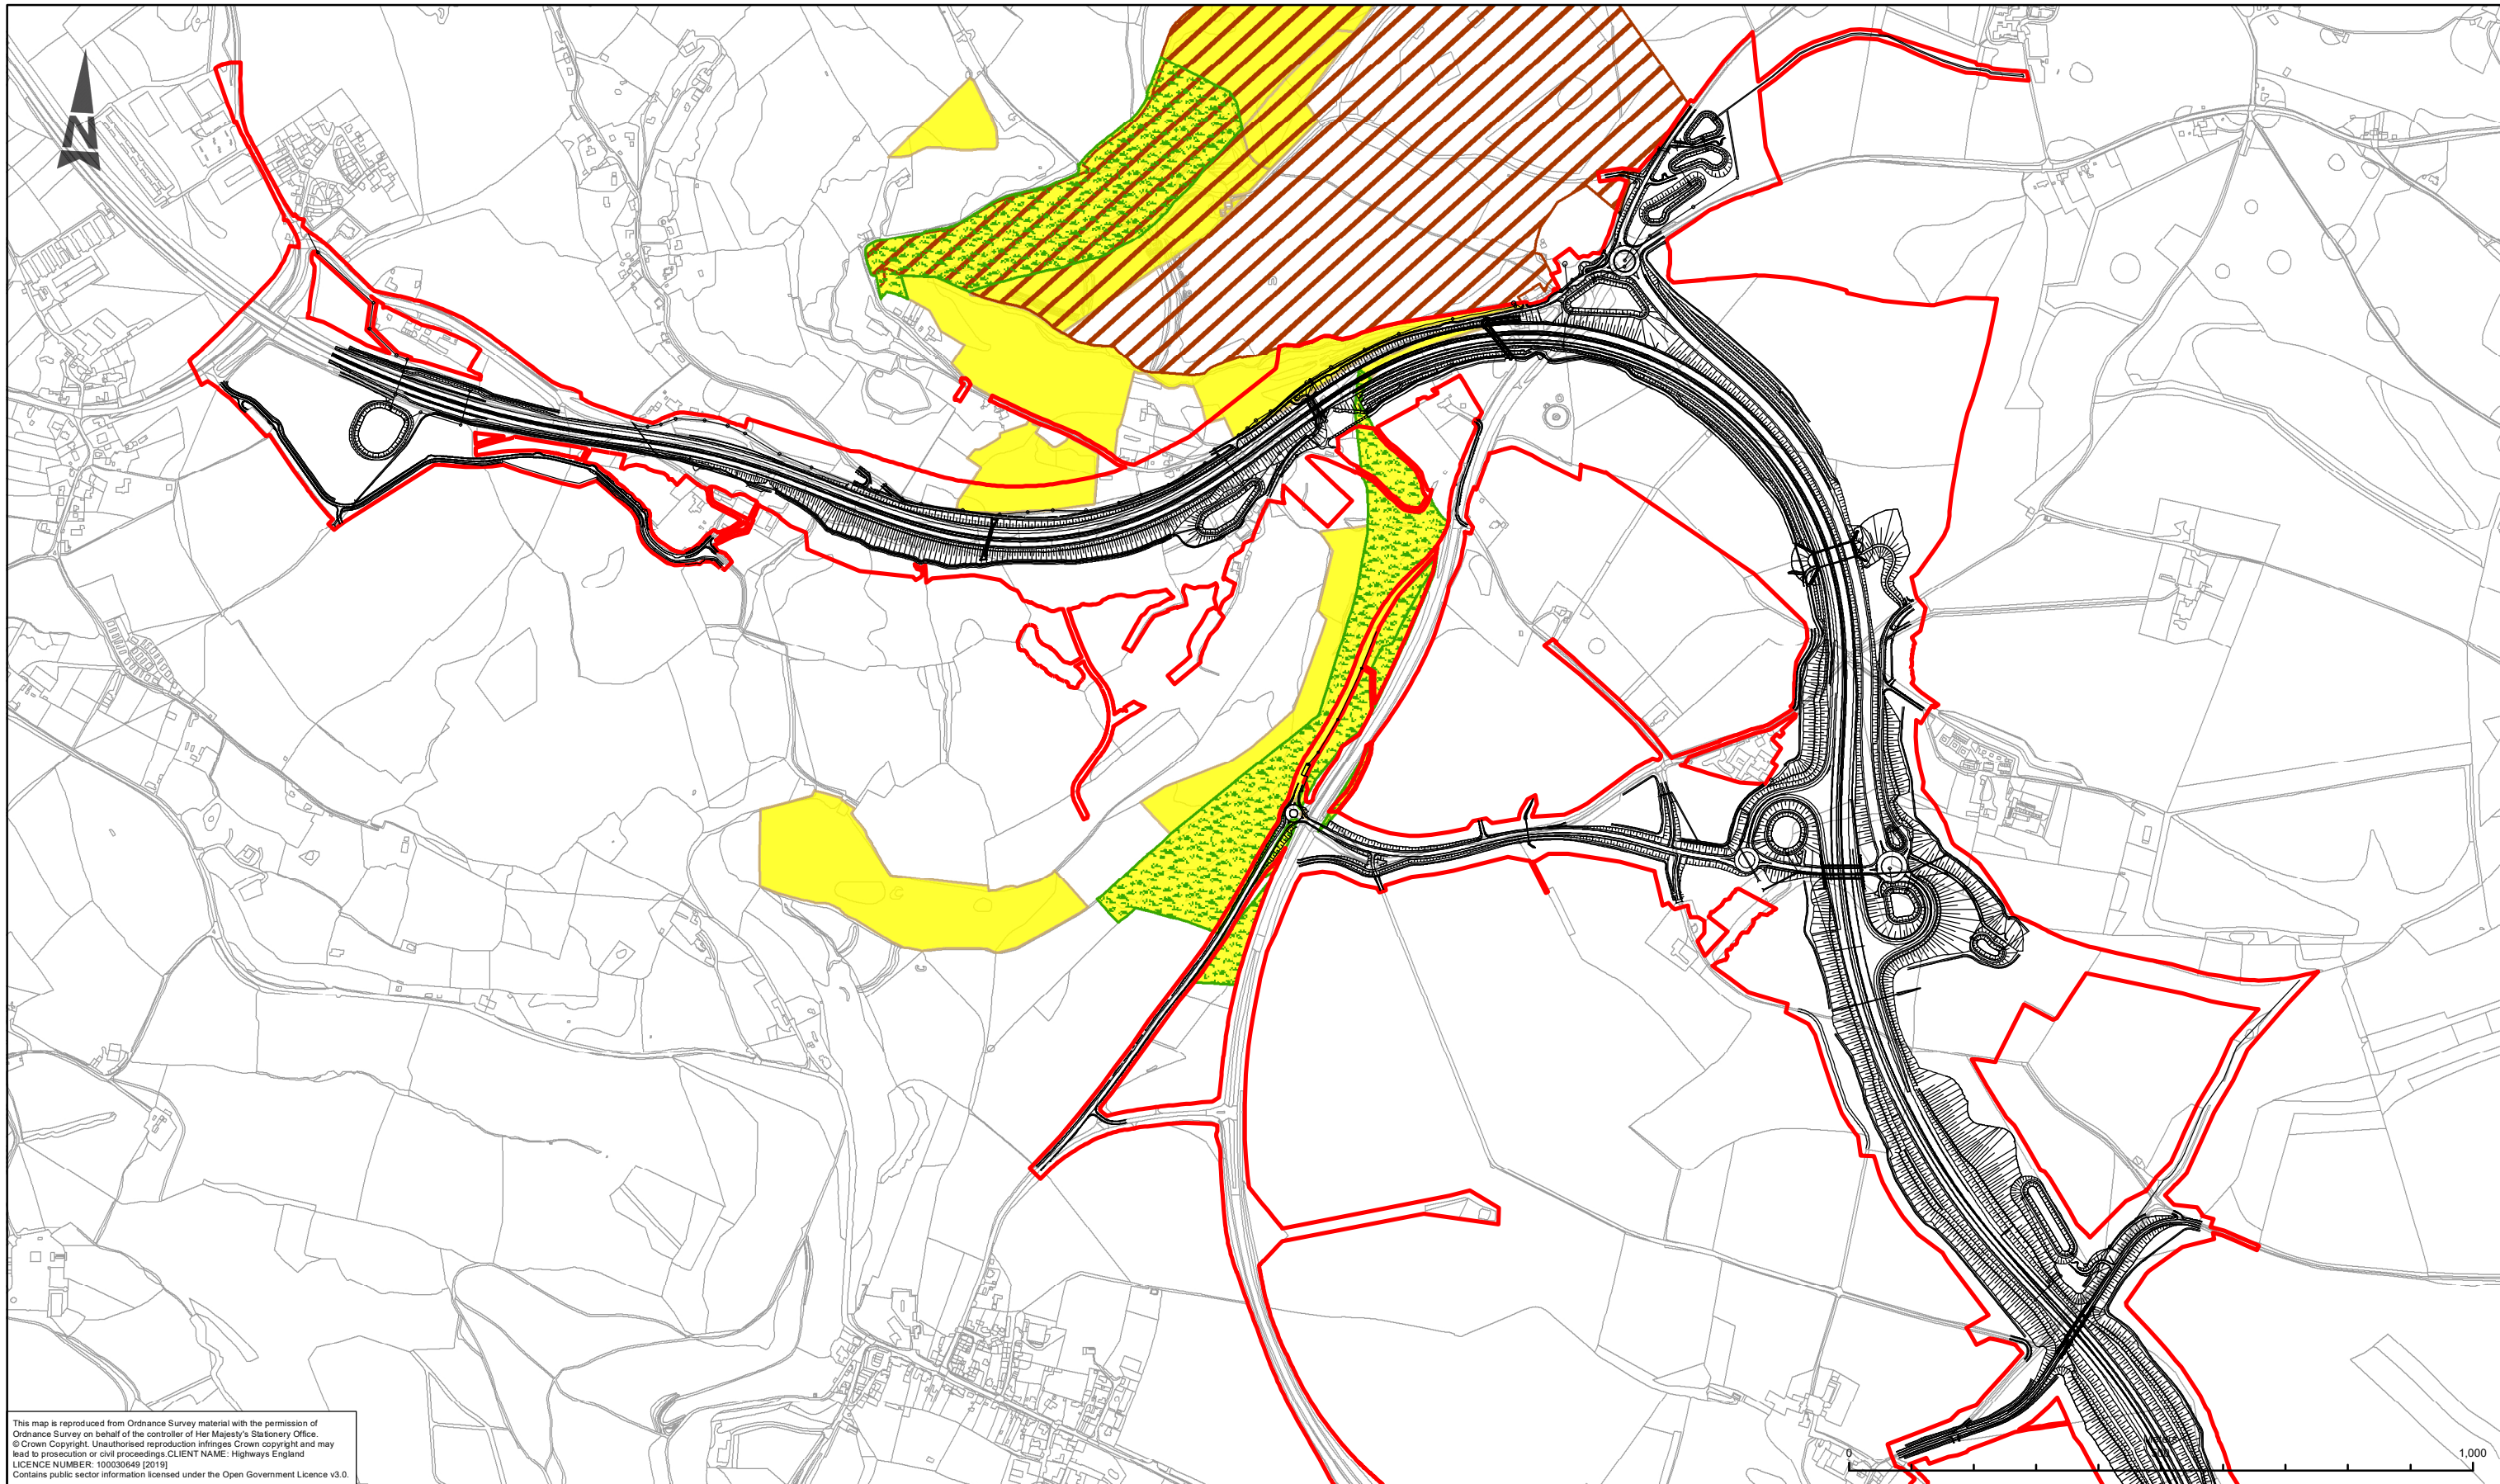 N
This map is reproduced from Ordnance Survey material with the permission of
Ordnance Survey on behalf of the controller of Her Majesty's Stationery Office.
© Crown Copyright. Unauthorised reproduction infringes Crown copyright and may
lead to prosecution or civil proceedings.CLIENT NAME: Highways England
LICENCE NUMBER: 100030649 [2019]
Contains public sector information licensed under the Open Government Licence v3.0.
0 1,000